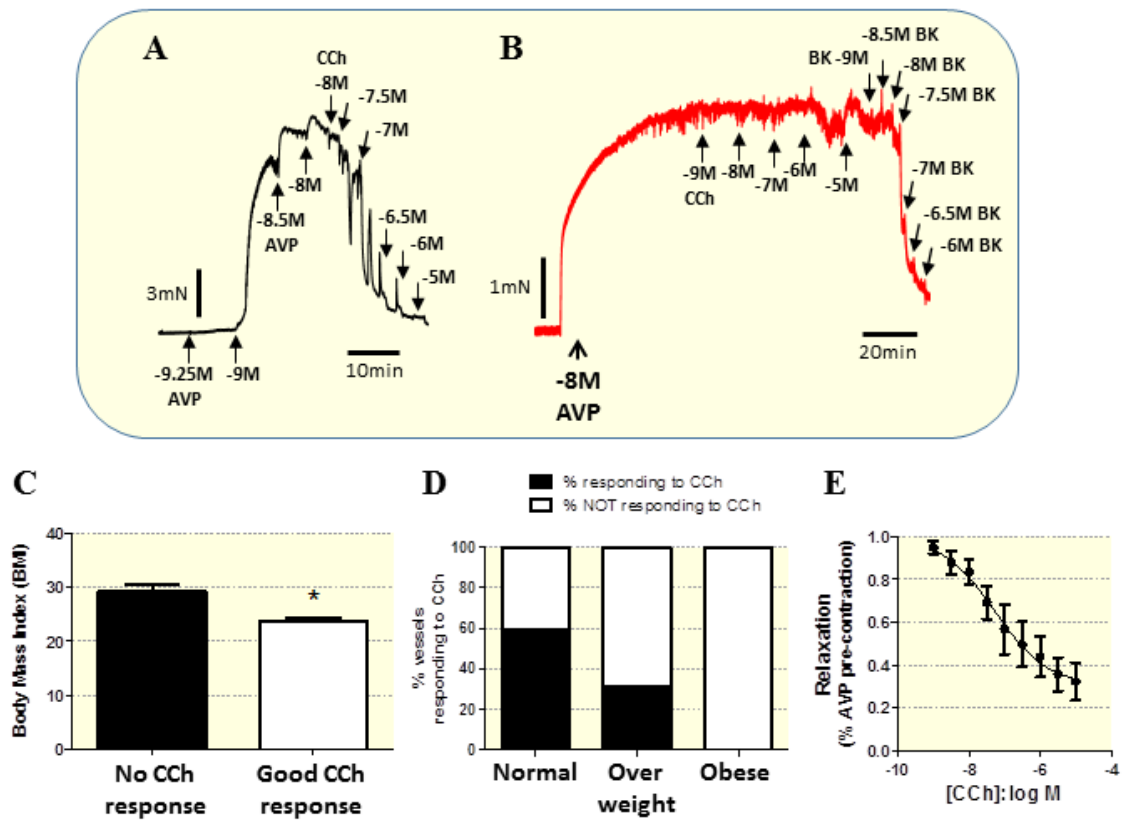 A
CCh
-8M
-7.5M
-7M
-8M
-8.5M
AVP
-6.5M
-6M
-5M
3mN
-9.25M
AVP
-9M
10min
B
BK -9M
-8.5M BK
-8M BK
-7.5M BK
-9M
CCh
-8M
-7M
-6M
-5M
-7M BK
-6.5M BK
-6M BK
1mN
20min
-8M
AVP
C
Body Mass Index (BMI)
40
30
20
10
0
*
No CCh
response
Good CCh
response
D
% responding to CCh
% NOT responding to CCh
% vessels
responding to CCh
100
80
60
40
20
0
Normal
Over
weight
Obese
E
Relaxation
(% AVP pre-contraction)
1.0
0.8
0.6
0.4
0.2
0.0
-10
-8
-6
-4
[CCh]: log M